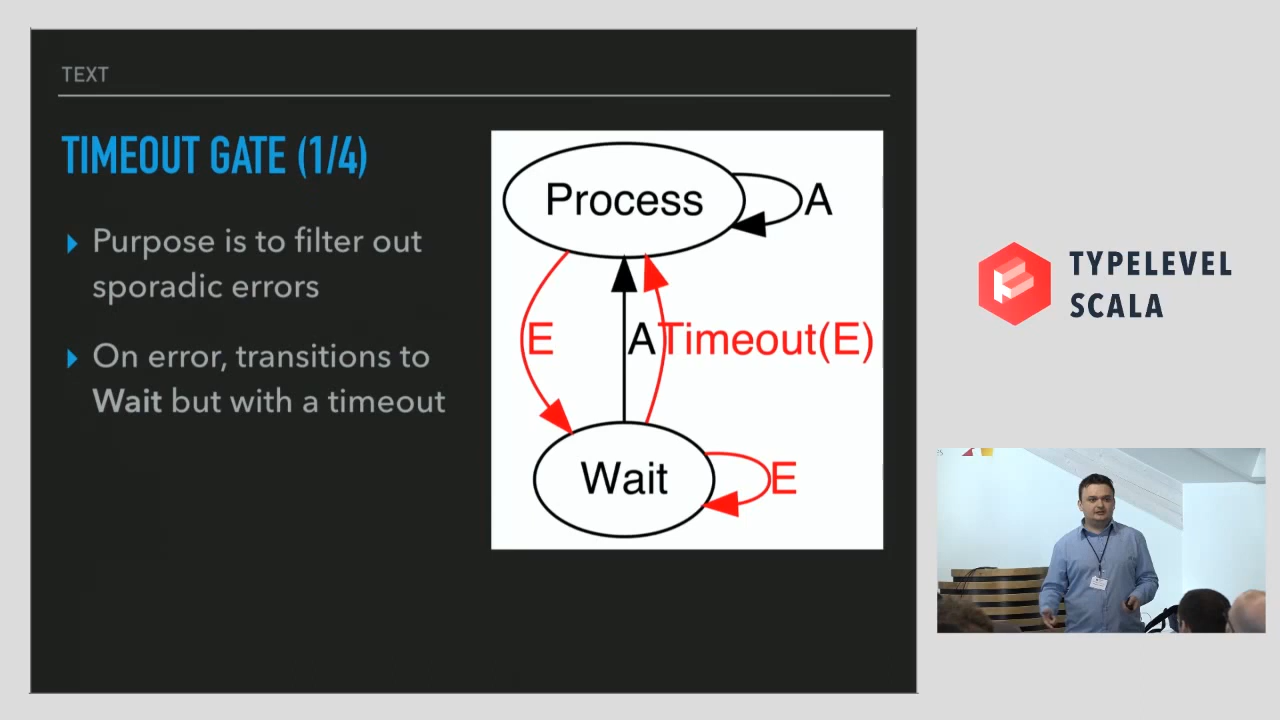 TEXT
TIMEOUT GATE (1/4)
Purpose is to filter out
sporadic errors
On error, transitions to
Wait but with a timeout
Process
A
E
A
Timeout(E)
Wait
E
TYPELEVEL
SCALA